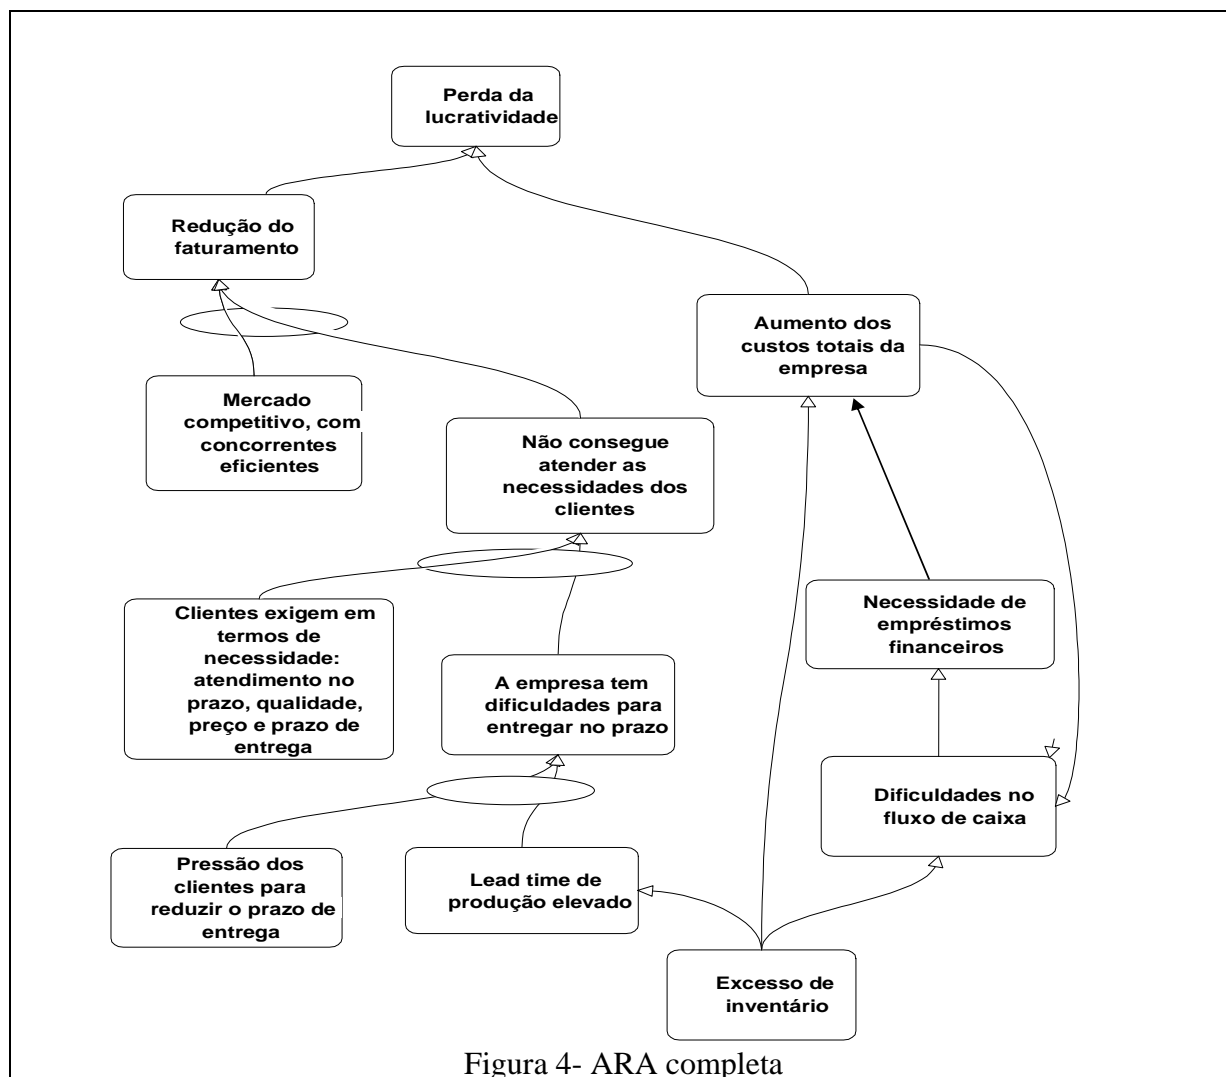 Perda da
lucratividade
Redução do
faturamento
Aumento dos
custos totais da
empresa
Mercado
competitivo, com
concorrentes
eficientes
Não consegue
atender as
necessidades dos
clientes
Necessidade de
empréstimos
financeiros
Clientes exigem em
termos de
necessidade:
atendimento no
prazo, qualidade,
preço e prazo de
entrega
A empresa tem
dificuldades para
entregar no prazo
Dificuldades no
fluxo de caixa
Pressão dos
clientes para
reduzir o prazo de
entrega
Lead time de
produção elevado
Excesso de
inventário
Figura 4- ARA completa